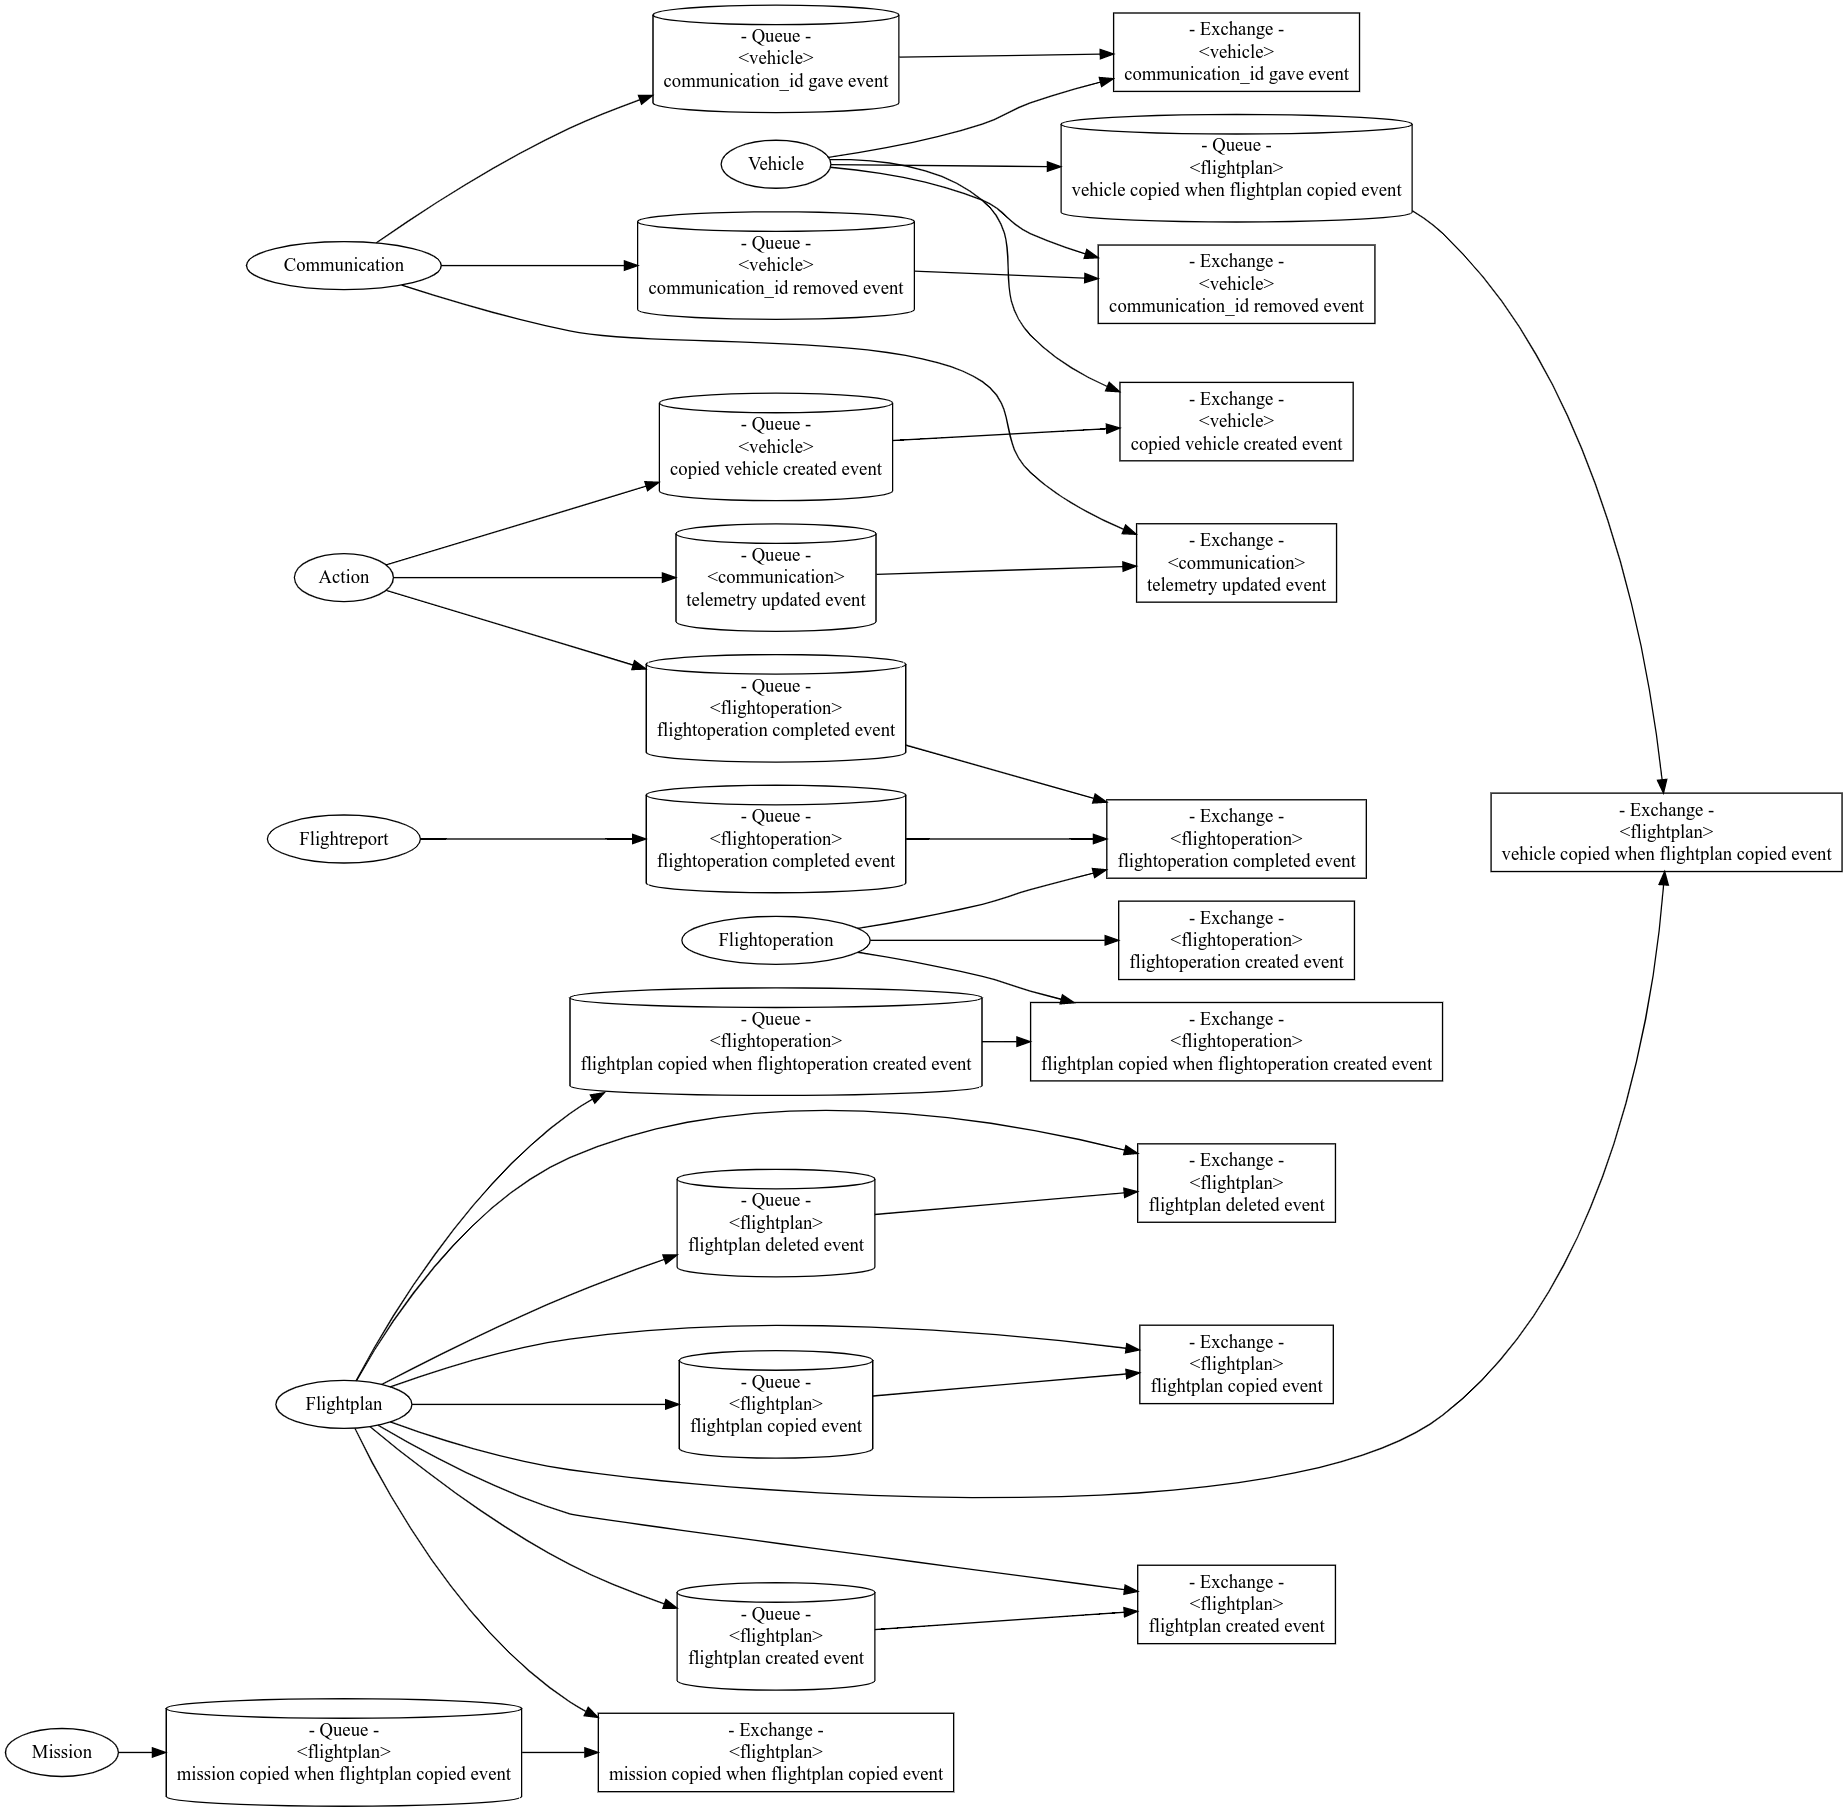 - Queue -
<vehicle>
communication_id gave event
- Exchange -
<vehicle>
communication_id gave event
Vehicle
- Queue -
<flightplan>
vehicle copied when flightplan copied event
Communication
- Queue -
<vehicle>
communication_id removed event
- Exchange -
<vehicle>
communication_id removed event
- Queue -
<vehicle>
copied vehicle created event
- Exchange -
<vehicle>
copied vehicle created event
Action
- Queue -
<communication>
telemetry updated event
- Exchange -
<communication>
telemetry updated event
- Queue -
<flightoperation>
flightoperation completed event
Flightreport
- Queue -
<flightoperation>
flightoperation completed event
- Exchange -
<flightoperation>
flightoperation completed event
- Exchange -
<flightplan>
vehicle copied when flightplan copied event
Flightoperation
- Exchange -
<flightoperation>
flightoperation created event
- Queue -
<flightoperation>
flightplan copied when flightoperation created event
- Exchange -
<flightoperation>
flightplan copied when flightoperation created event
- Queue -
<flightplan>
flightplan deleted event
- Exchange -
<flightplan>
flightplan deleted event
Flightplan
- Queue -
<flightplan>
flightplan copied event
- Exchange -
<flightplan>
flightplan copied event
- Queue -
<flightplan>
flightplan created event
- Exchange -
<flightplan>
flightplan created event
Mission
- Queue -
<flightplan>
mission copied when flightplan copied event
- Exchange -
<flightplan>
mission copied when flightplan copied event